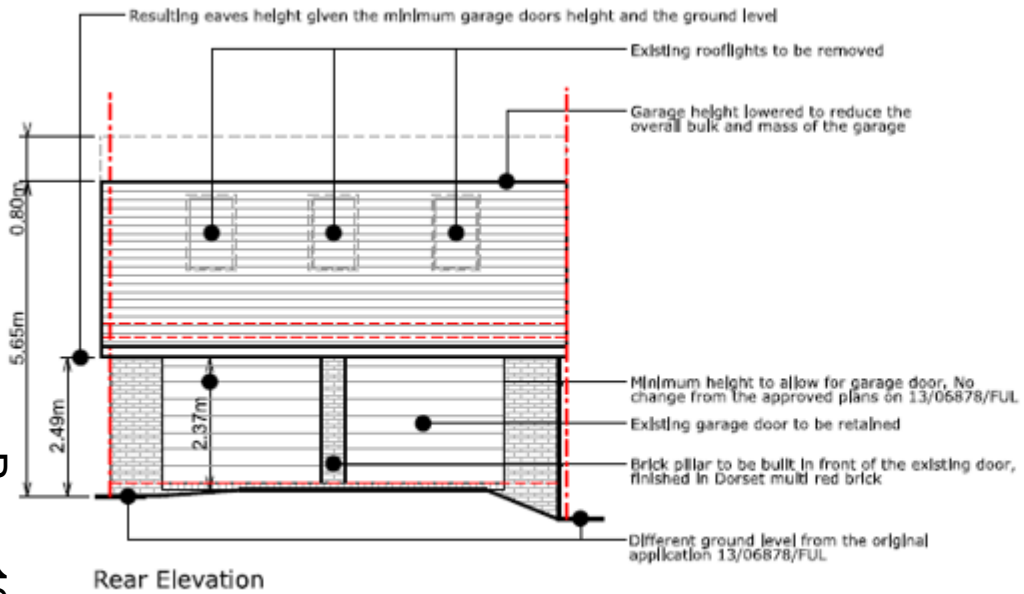 Resulting eaves height given the minimum garage doors height and the ground level
Existing rooflights to be removed
Garage height lowered to reduce the
overall bulk and mass of the garage
0.80m
5.65m
2.49m
2.37m
Minimum height to allow for garage door, No
change from the approved plans on 13/06878/FUL
Existing garage door to be retained
Brick pillar to be built in front of the existing door,
finished in Dorset multi red brick
Different ground level from the original
application 13/06878/FUL
Rear Elevation